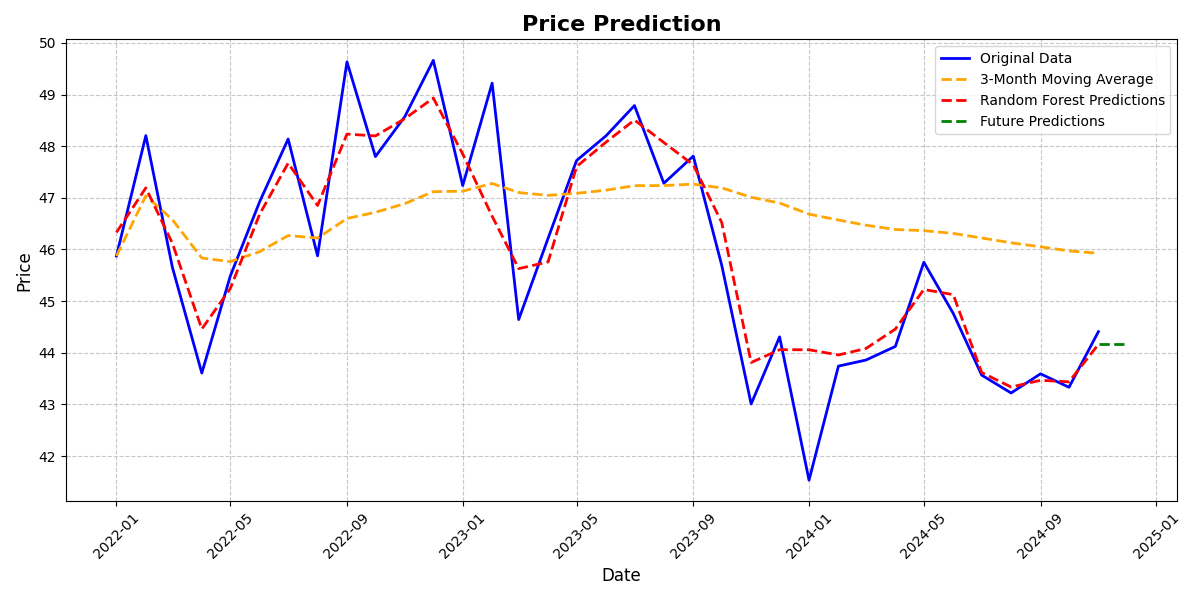 Price Prediction
Price
50
49
48
47
46
45
44
43
42
Original Data
3-Month Moving Average
Random Forest Predictions
Future Predictions
2022-01
2022-05
2022-09
2023-01
2023-05
2023-09
2024-01
2024-05
2024-09
2025-01
Date